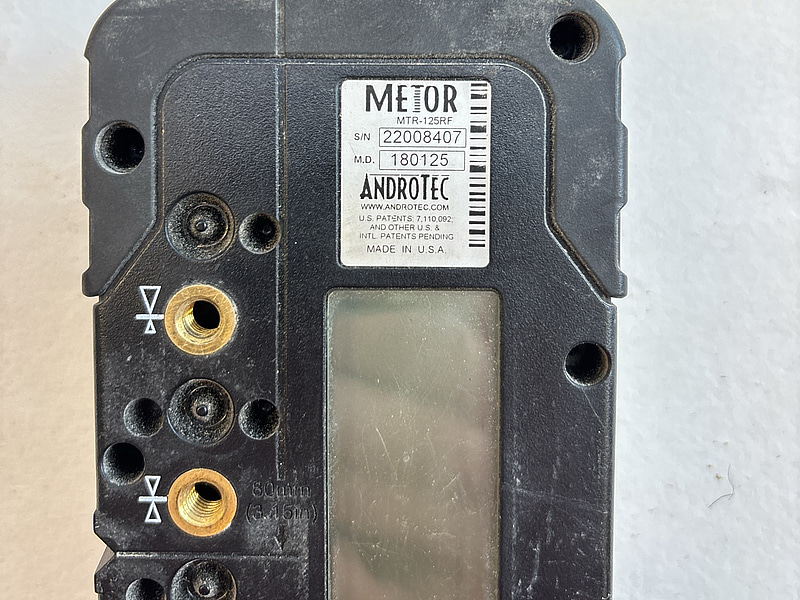 METOR
MTR-125RF
S/N 22008407
M.D. 180125
ANDROTEC
WWW.ANDROTEC.COM
U.S. PATENTS: 7,110,092;
AND OTHER U.S. &
INTL. PATENTS PENDING
MADE IN U.S.A.
80mm
(3.15in)